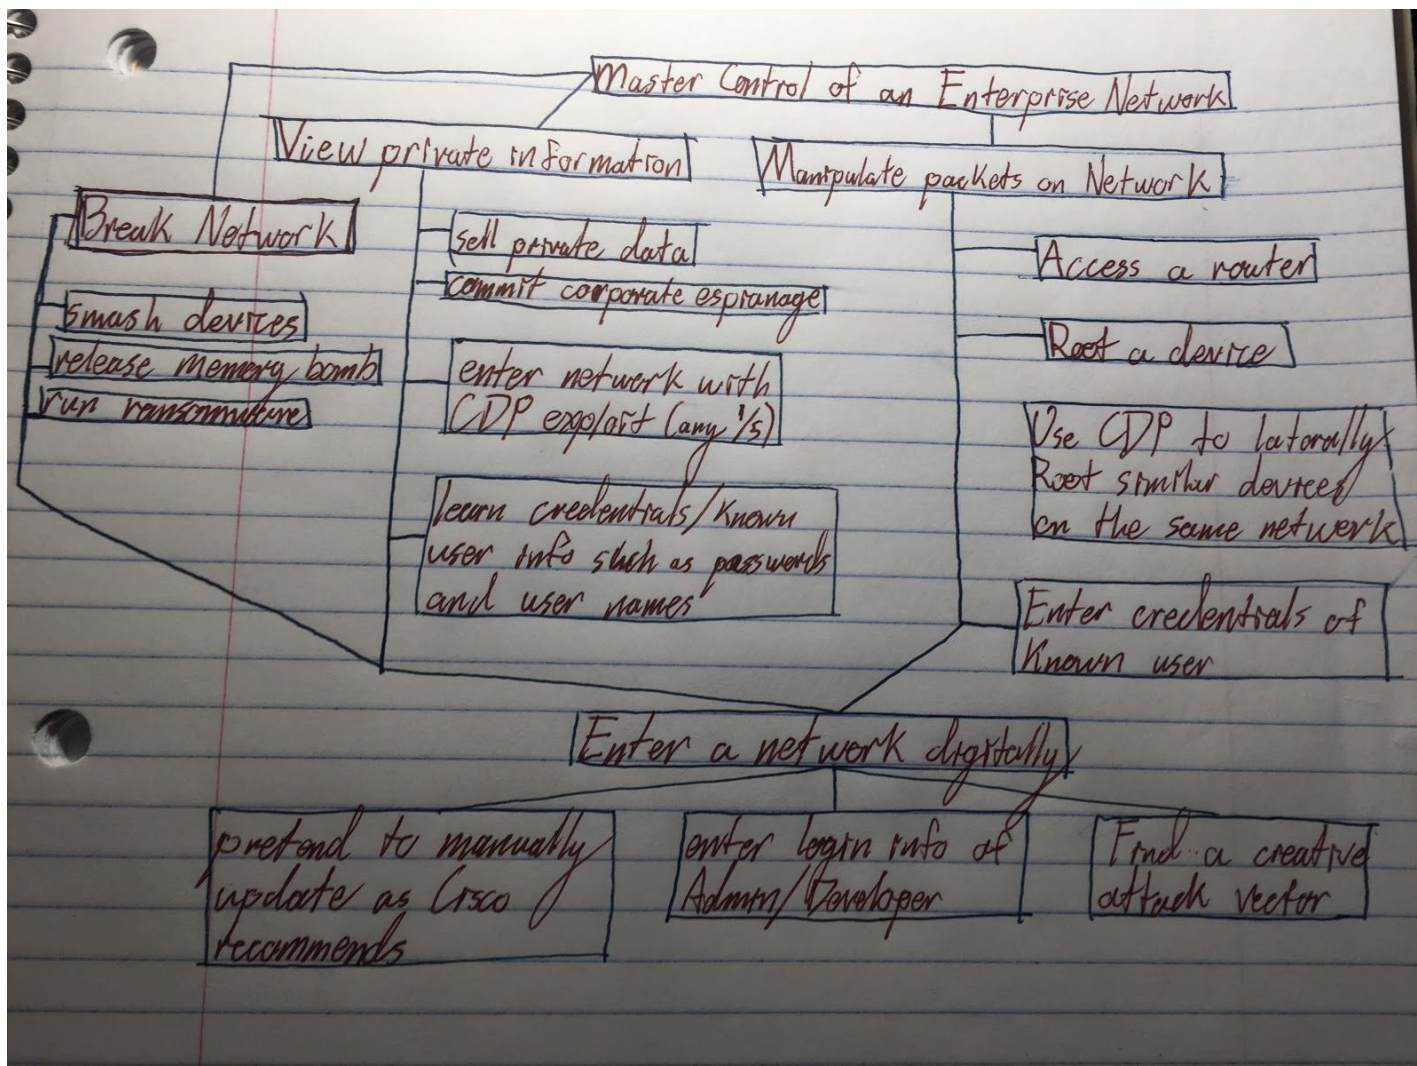 Master Control of an Enterprise Network
View private information
Manipulate packets on Network
Break Network
smash devices
release memory bomb
run ransomware
sell private data
commit corporate espianage
enter network with
CDP exploit (any 1/5)
learn credentials/Known
user info such as passwords
and user names
Access a router
Root a device
Use CDP to latorally
Root similar devices
on the same network
Enter credentials of
Known user
Enter a network digitally
pretend to manually
update as Cisco
recommends
enter login info of
Admin/Developer
Find a creative
attack vector